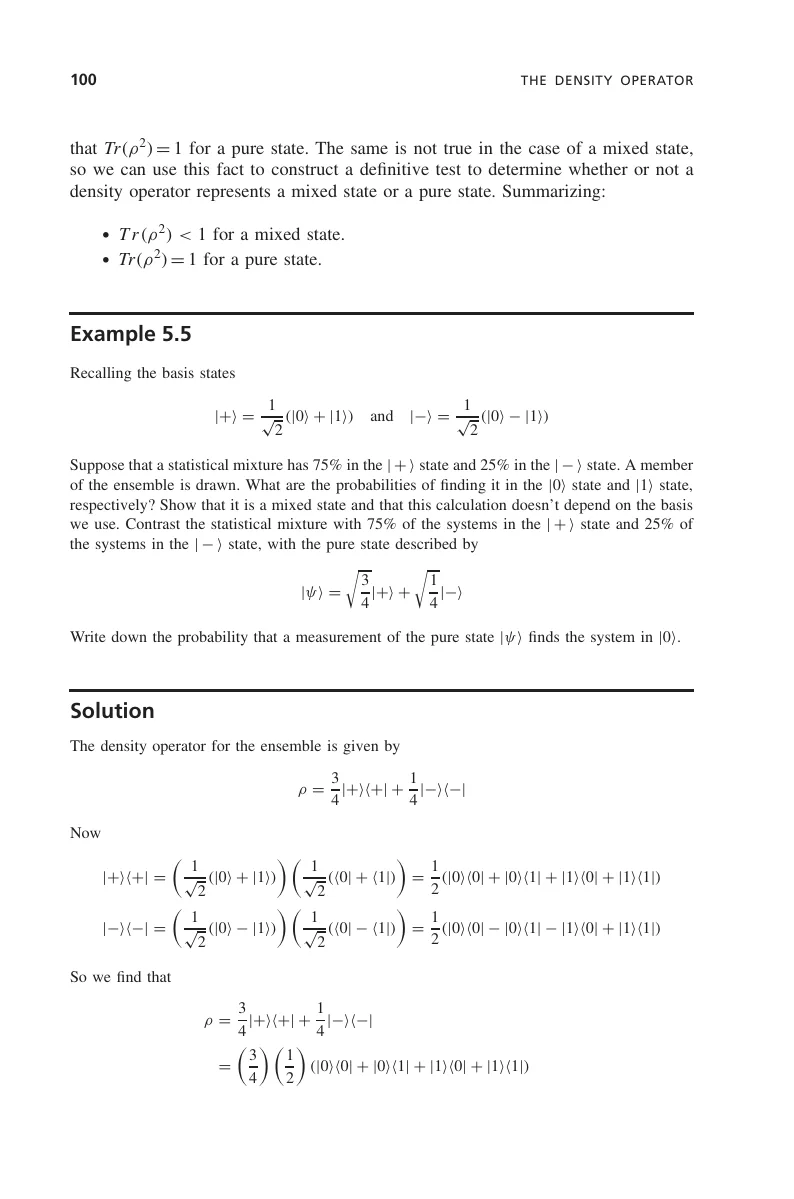 100 THE DENSITY OPERATOR
that Tr(ρ²) = 1 for a pure state. The same is not true in the case of a mixed state,
so we can use this fact to construct a definitive test to determine whether or not a
density operator represents a mixed state or a pure state. Summarizing:
• Tr(ρ²) < 1 for a mixed state.
• Tr(ρ²) = 1 for a pure state.
Example 5.5
Recalling the basis states
|+⟩ = 1/√2 (|0⟩ + |1⟩) and |−⟩ = 1/√2 (|0⟩ − |1⟩)
Suppose that a statistical mixture has 75% in the | + ⟩ state and 25% in the | − ⟩ state. A member
of the ensemble is drawn. What are the probabilities of finding it in the |0⟩ state and |1⟩ state,
respectively? Show that it is a mixed state and that this calculation doesn't depend on the basis
we use. Contrast the statistical mixture with 75% of the systems in the | + ⟩ state and 25% of
the systems in the | − ⟩ state, with the pure state described by
|ψ⟩ = √(3/4) |+⟩ + √(1/4) |−⟩
Write down the probability that a measurement of the pure state |ψ⟩ finds the system in |0⟩.
Solution
The density operator for the ensemble is given by
ρ = 3/4 |+⟩⟨+| + 1/4 |−⟩⟨−|
Now
|+⟩⟨+| = (1/√2 (|0⟩ + |1⟩)) (1/√2 (⟨0| + ⟨1|)) = 1/2 (|0⟩⟨0| + |0⟩⟨1| + |1⟩⟨0| + |1⟩⟨1|)
|−⟩⟨−| = (1/√2 (|0⟩ − |1⟩)) (1/√2 (⟨0| − ⟨1|)) = 1/2 (|0⟩⟨0| − |0⟩⟨1| − |1⟩⟨0| + |1⟩⟨1|)
So we find that
ρ = 3/4 |+⟩⟨+| + 1/4 |−⟩⟨−|
= (3/4) (1/2) (|0⟩⟨0| + |0⟩⟨1| + |1⟩⟨0| + |1⟩⟨1|)